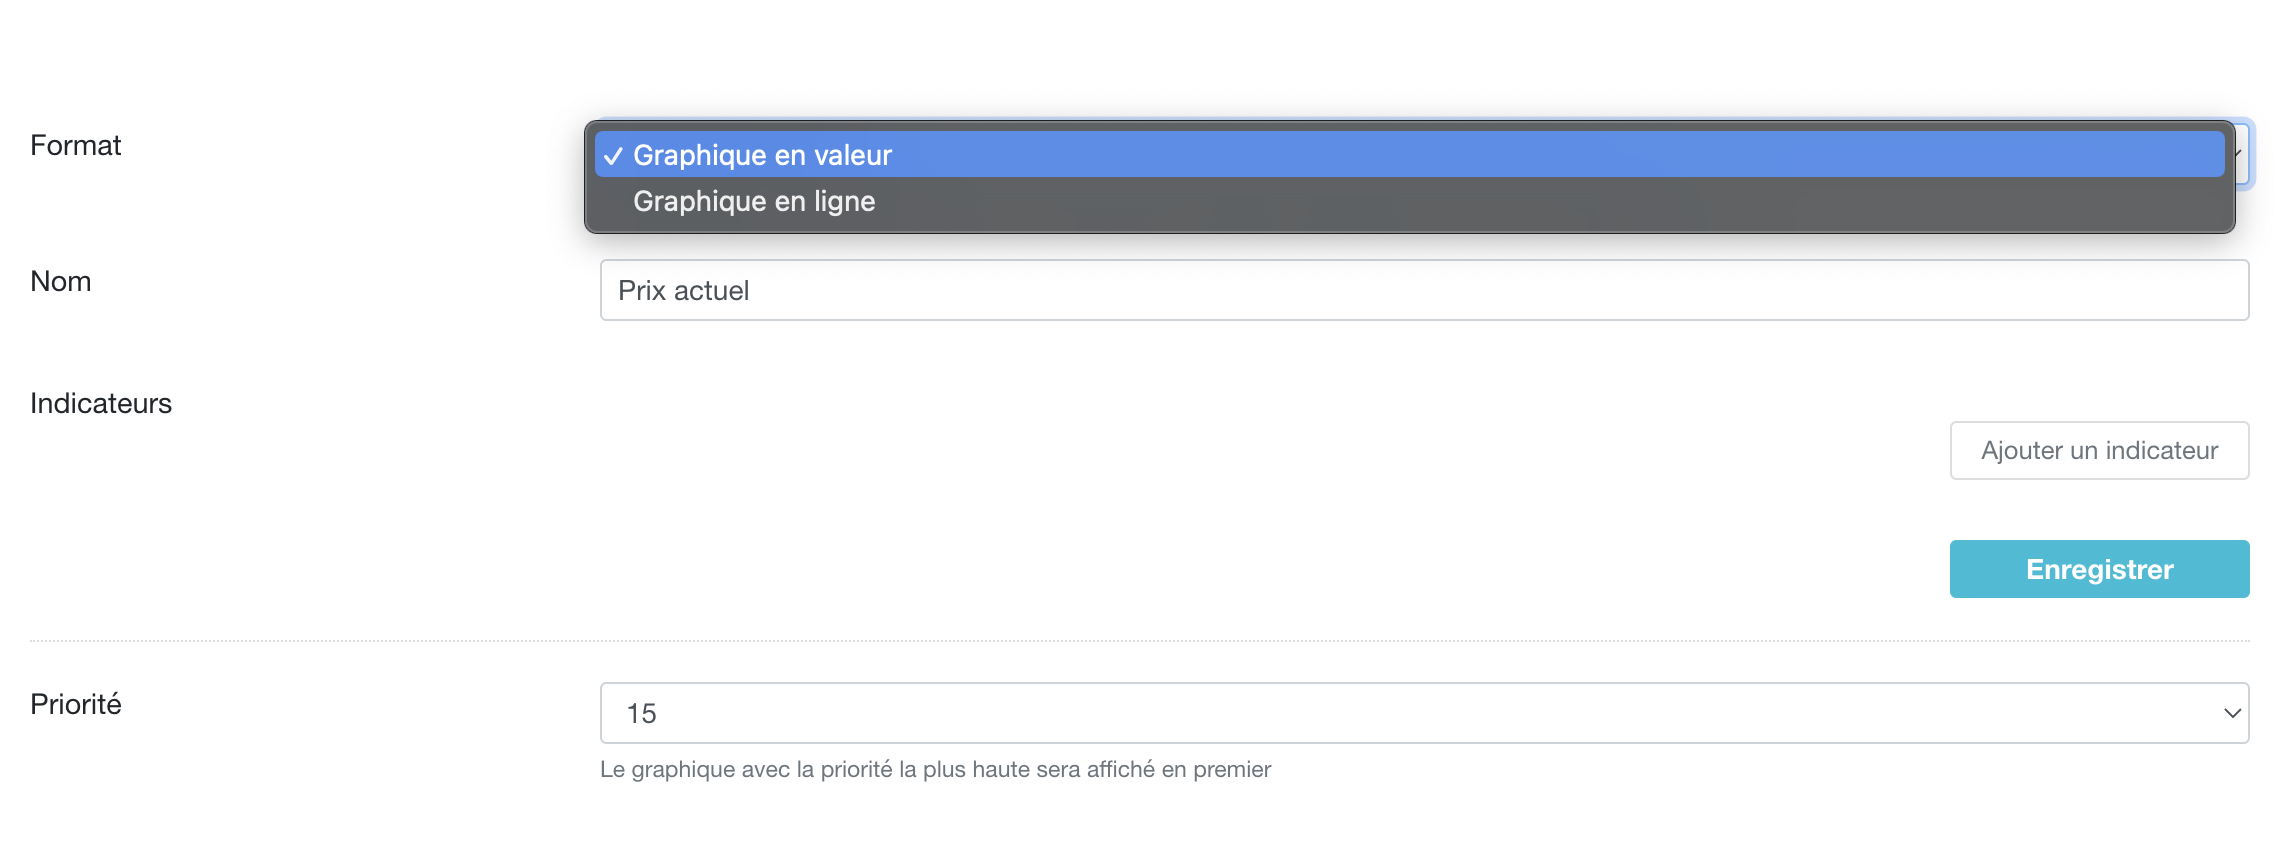 Format
✓ Graphique en valeur
Graphique en ligne
Nom
Prix actuel
Indicateurs
Ajouter un indicateur
Enregistrer
Priorité
15
Le graphique avec la priorité la plus haute sera affiché en premier